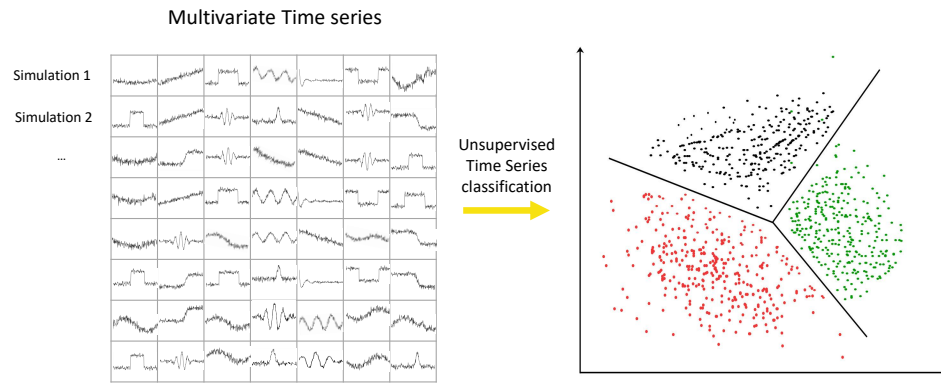 Multivariate Time series
Simulation 1
Simulation 2
...
Unsupervised
Time Series
classification